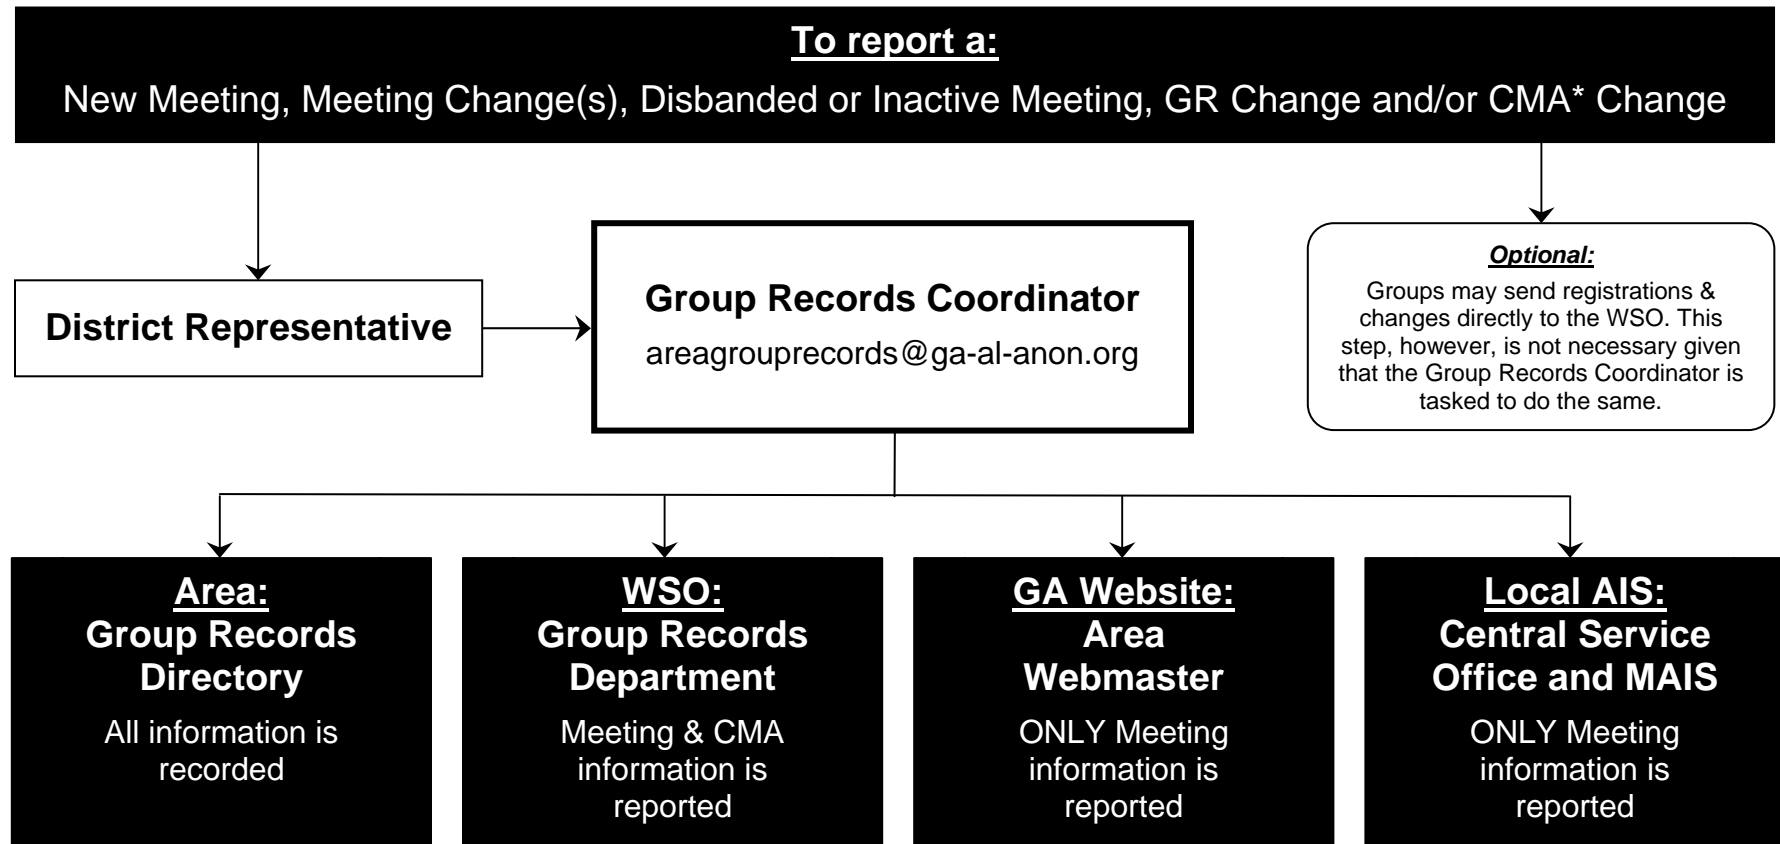 To report a:
New Meeting, Meeting Change(s), Disbanded or Inactive Meeting, GR Change and/or CMA* Change
District Representative
Group Records Coordinator
areagrouprecords@ga-al-anon.org
Optional:
Groups may send registrations &
changes directly to the WSO. This
step, however, is not necessary given
that the Group Records Coordinator is
tasked to do the same.
Area:
Group Records
Directory
All information is
recorded
WSO:
Group Records
Department
Meeting & CMA
information is
reported
GA Website:
Area
Webmaster
ONLY Meeting
information is
reported
Local AIS:
Central Service
Office and MAIS
ONLY Meeting
information is
reported